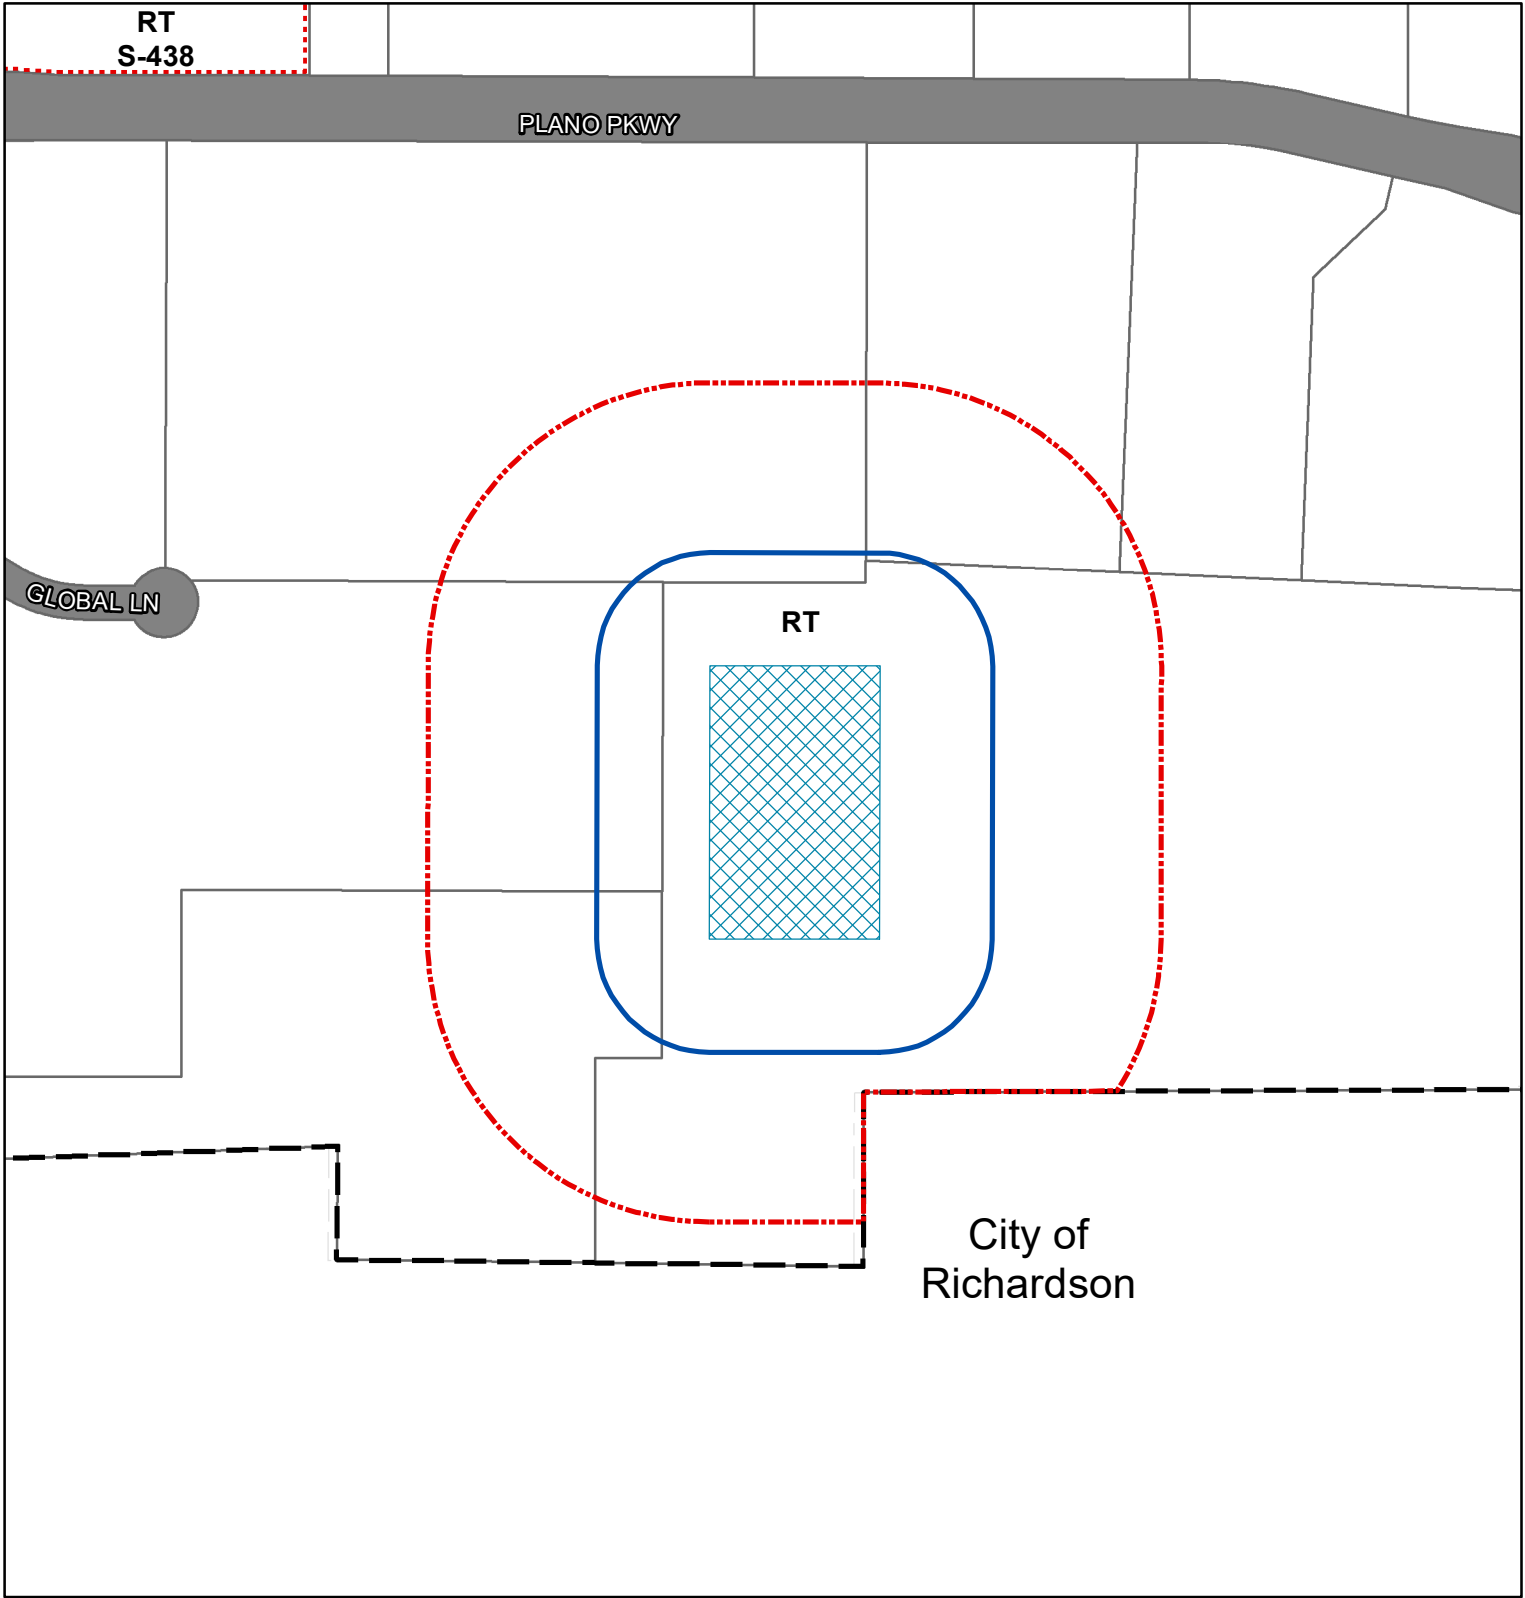 RT
S-438
PLANO PKWY
GLOBAL LN
RT
City of
Richardson